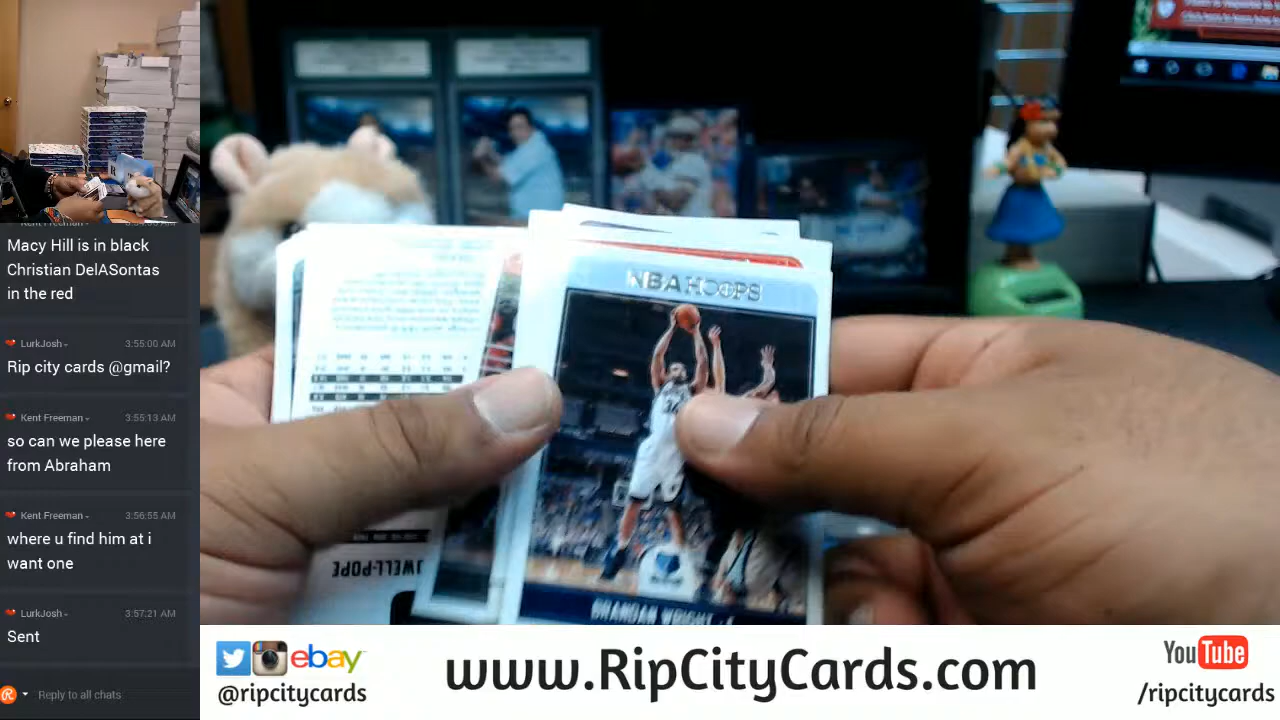 Macy Hill is in black
Christian DelASontas
in the red
LurkJosh
3:55:00 AM
Rip city cards @gmail?
Kent Freeman
3:55:13 AM
so can we please here
from Abraham
Kent Freeman
3:56:55 AM
where u find him at i
want one
LurkJosh
3:57:21 AM
Sent
Reply to all chats
NBA HOOPS
BRANDAN WRIGHT
WELL-POPE
ebay
@ripcitycards
www.RipCityCards.com
YouTube
/ripcitycards